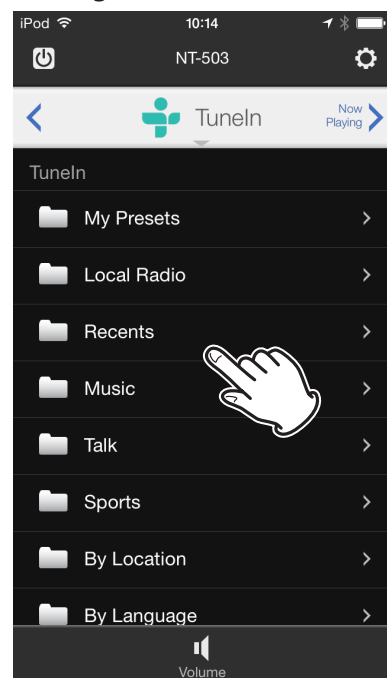 iPod 10:14
NT-503
TuneIn Now Playing
TuneIn
My Presets
Local Radio
Recents
Music
Talk
Sports
By Location
By Language
Volume